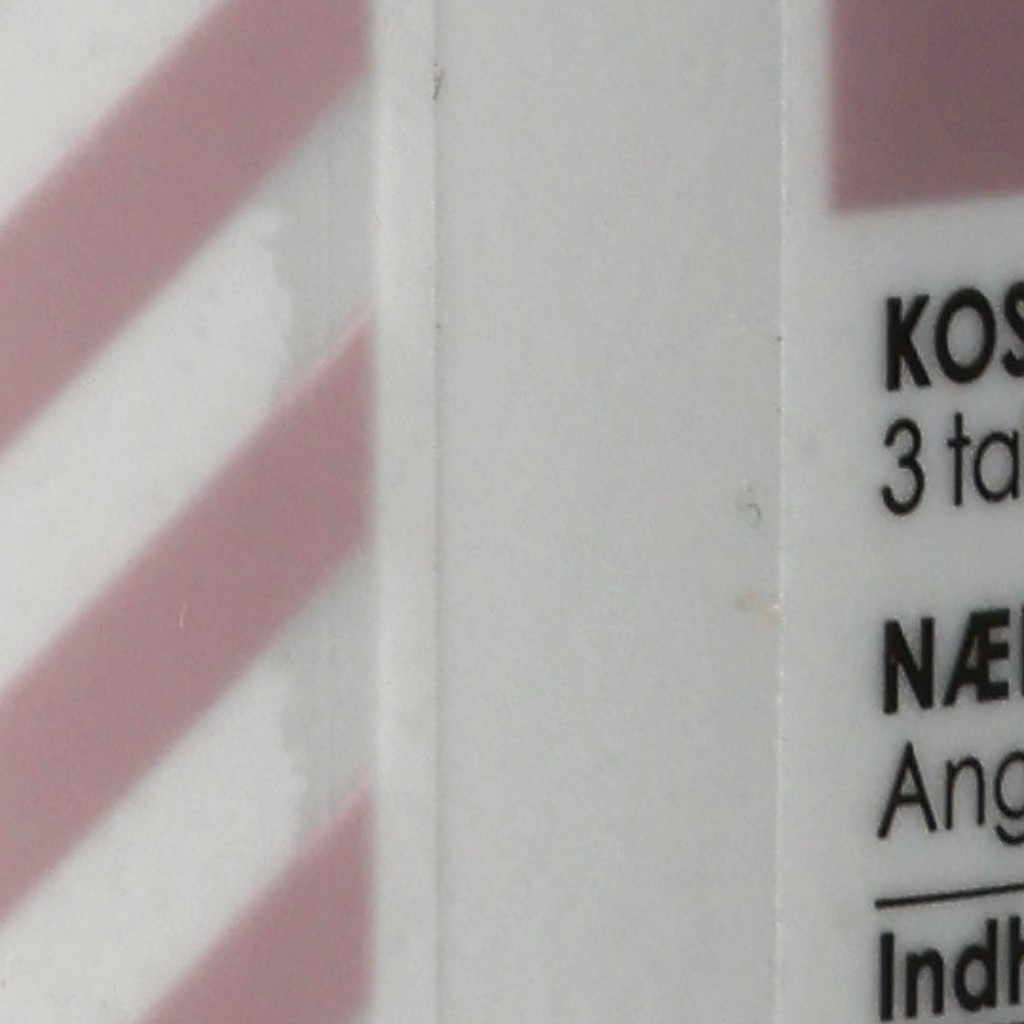 KOS
3 ta
NÆ
Ang
Indh